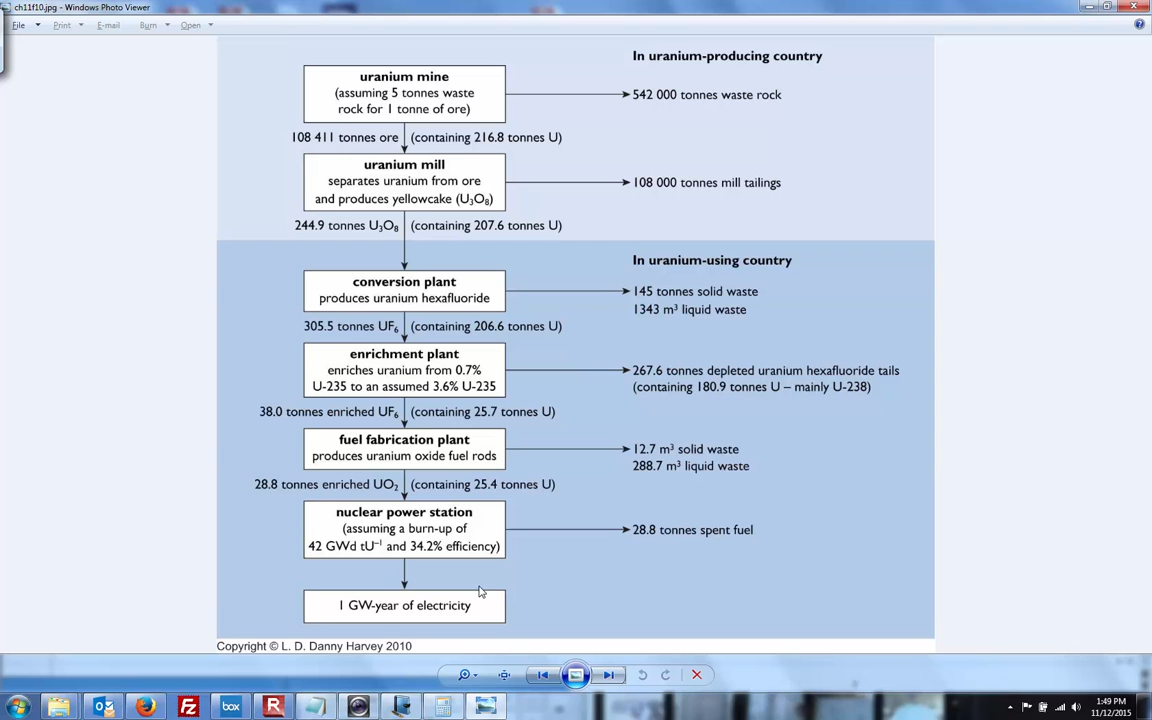 ch11f10.jpg - Windows Photo Viewer
File Print E-mail Burn Open
In uranium-producing country
uranium mine
(assuming 5 tonnes waste
rock for 1 tonne of ore)
542 000 tonnes waste rock
108 411 tonnes ore (containing 216.8 tonnes U)
uranium mill
separates uranium from ore
and produces yellowcake (U₃O₈)
108 000 tonnes mill tailings
244.9 tonnes U₃O₈ (containing 207.6 tonnes U)
In uranium-using country
conversion plant
produces uranium hexafluoride
145 tonnes solid waste
1343 m³ liquid waste
305.5 tonnes UF₆ (containing 206.6 tonnes U)
enrichment plant
enriches uranium from 0.7%
U-235 to an assumed 3.6% U-235
267.6 tonnes depleted uranium hexafluoride tails
(containing 180.9 tonnes U – mainly U-238)
38.0 tonnes enriched UF₆ (containing 25.7 tonnes U)
fuel fabrication plant
produces uranium oxide fuel rods
12.7 m³ solid waste
288.7 m³ liquid waste
28.8 tonnes enriched UO₂ (containing 25.4 tonnes U)
nuclear power station
(assuming a burn-up of
42 GWd tU⁻¹ and 34.2% efficiency)
28.8 tonnes spent fuel
1 GW-year of electricity
Copyright © L. D. Danny Harvey 2010
FZ box R
1:49 PM
11/12/2015